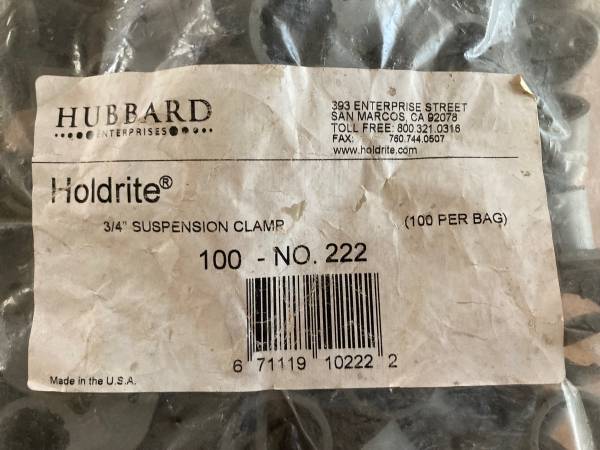 HUBBARD
ENTERPRISES
393 ENTERPRISE STREET
SAN MARCOS, CA 92078
TOLL FREE: 800.321.0316
FAX: 760.744.0507
www.holdrite.com
Holdrite®
3/4" SUSPENSION CLAMP (100 PER BAG)
100 - NO. 222
6 71119 10222 2
Made in the U.S.A.